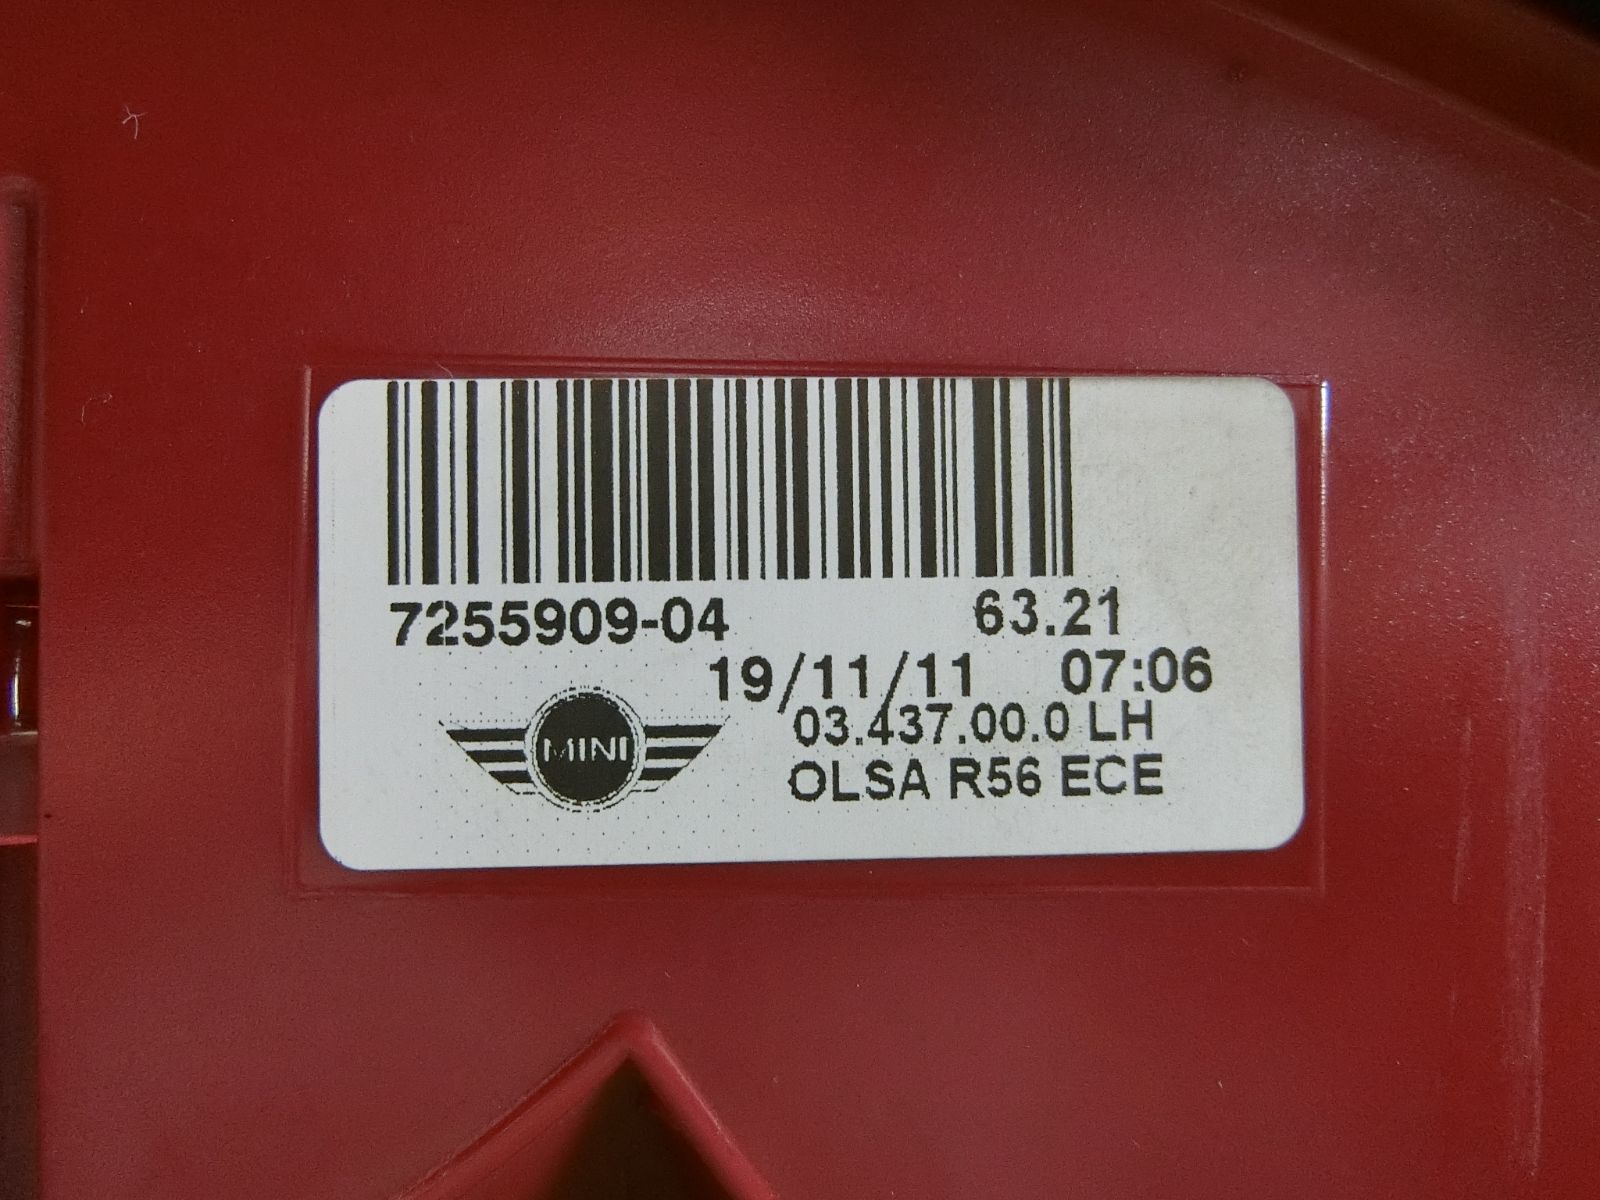 7255909-04 63.21
19/11/11 07:06
03.437.00.0 LH
MINI
OLSA R56 ECE